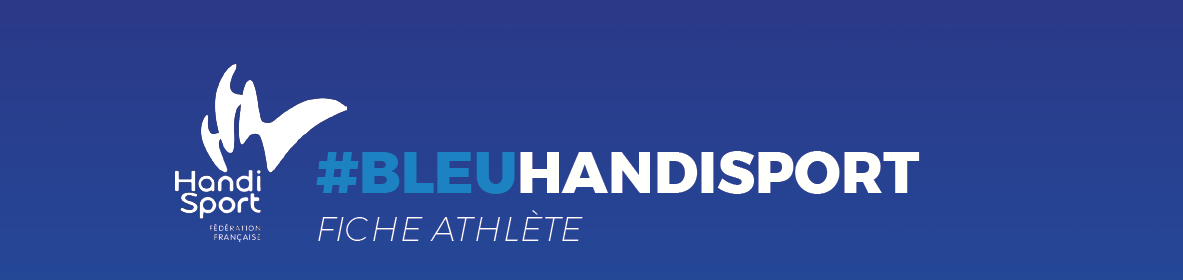 Handi
Sport
FÉDÉRATION
FRANÇAISE
#BLEUHANDISPORT
FICHE ATHLÈTE